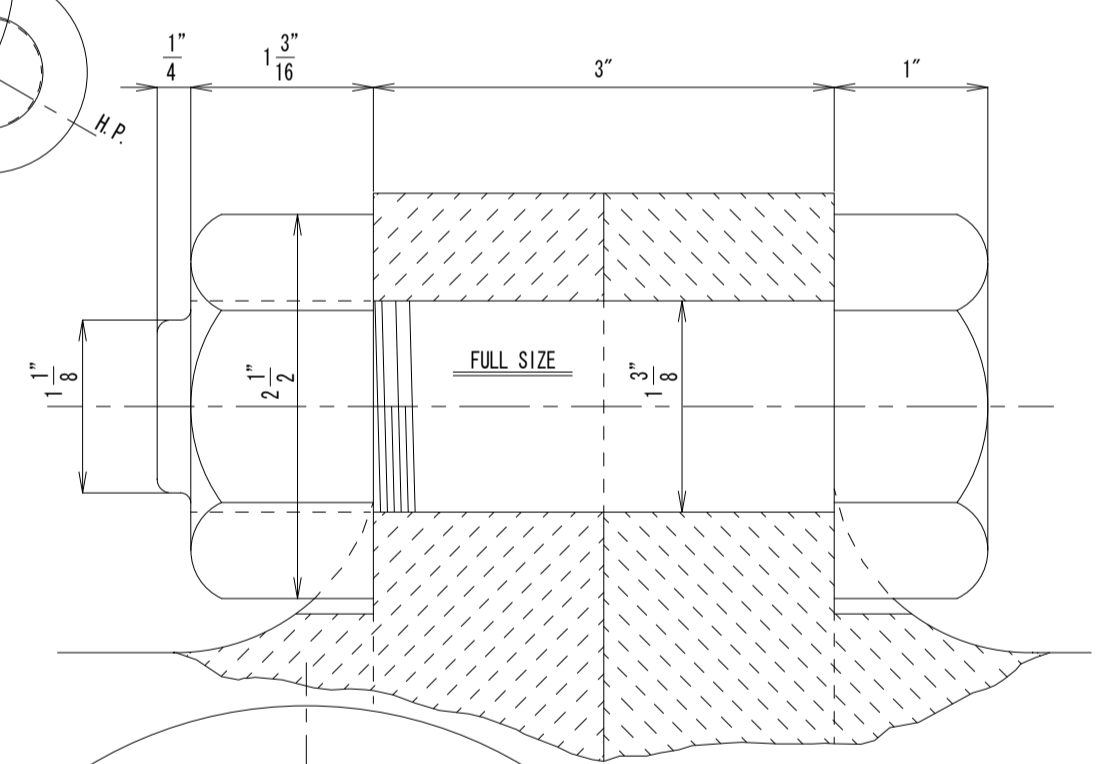 1/4" 1 3/16" 3" 1"
H.P.
FULL SIZE
1 1/8" 2 1/2" 1 3/8"